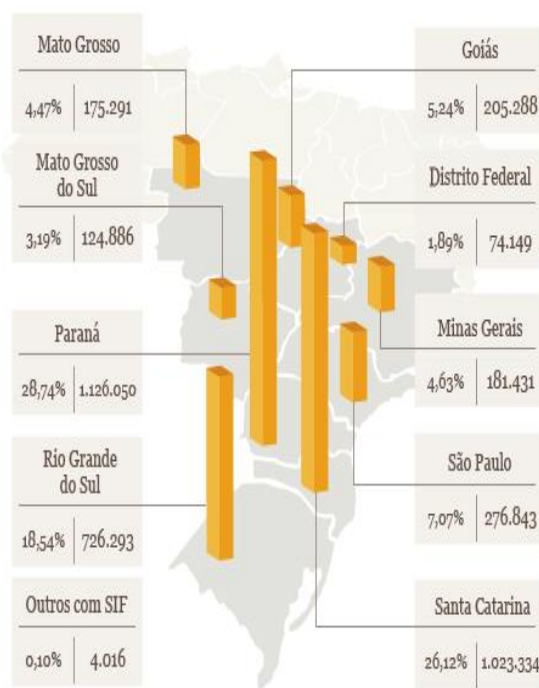 Mato Grosso
4,47% 175.291
Mato Grosso
do Sul
3,19% 124.886
Paraná
28,74% 1.126.050
Rio Grande
do Sul
18,54% 726.293
Outros com SIF
0,10% 4.016
Goiás
5,24% 205.288
Distrito Federal
1,89% 74.149
Minas Gerais
4,63% 181.431
São Paulo
7,07% 276.843
Santa Catarina
26,12% 1.023.334